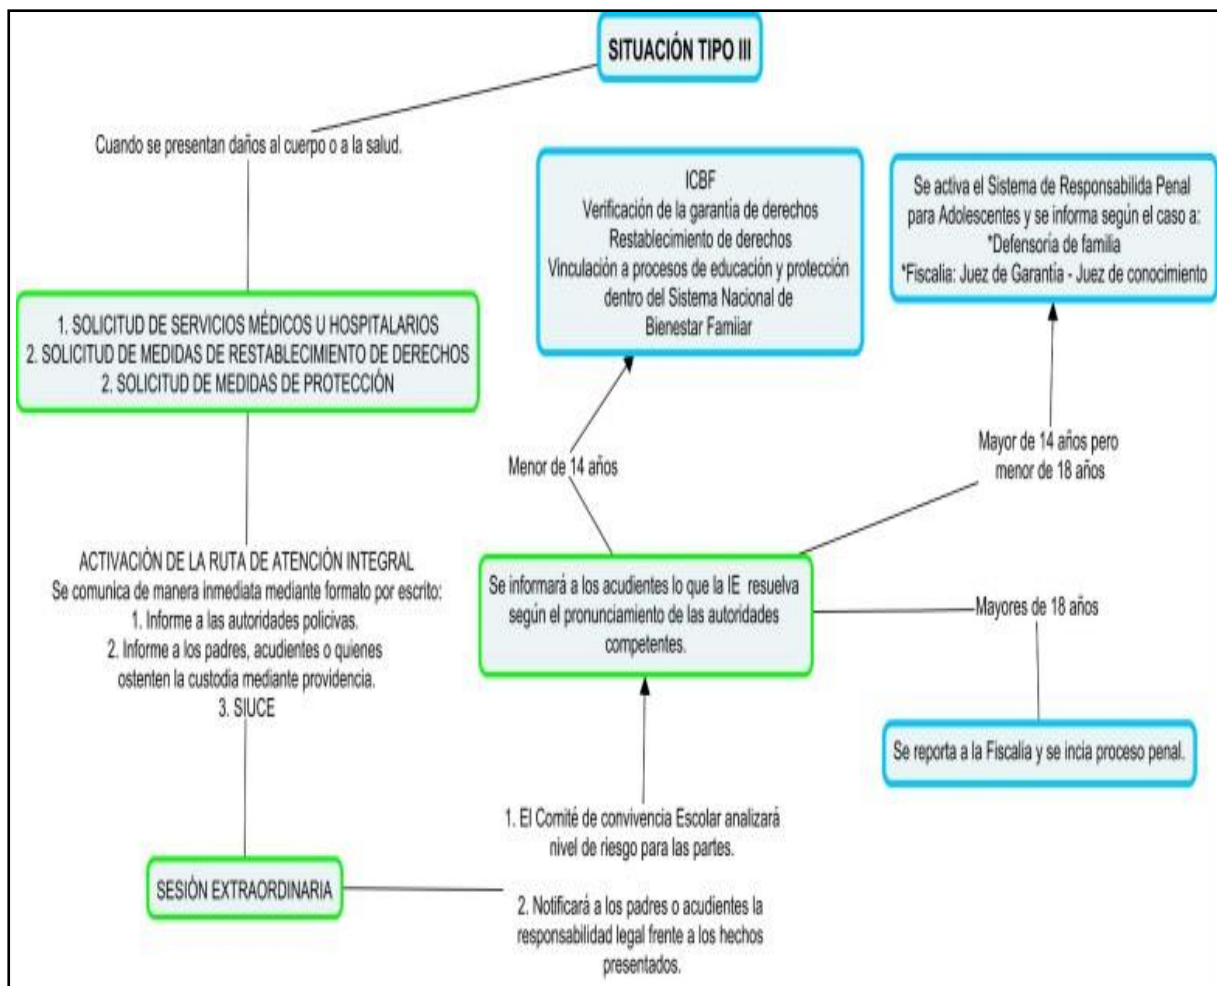 SITUACIÓN TIPO III
Cuando se presentan daños al cuerpo o a la salud.
1. SOLICITUD DE SERVICIOS MÉDICOS U HOSPITALARIOS
2. SOLICITUD DE MEDIDAS DE RESTABLECIMIENTO DE DERECHOS
2. SOLICITUD DE MEDIDAS DE PROTECCIÓN
ACTIVACIÓN DE LA RUTA DE ATENCIÓN INTEGRAL
Se comunica de manera inmediata mediante formato por escrito:
1. Informe a las autoridades policivas.
2. Informe a los padres, acudientes o quienes
ostenten la custodia mediante providencia.
3. SIUCE
SESIÓN EXTRAORDINARIA
1. El Comité de convivencia Escolar analizará
nivel de riesgo para las partes.
2. Notificará a los padres o acudientes la
responsabilidad legal frente a los hechos
presentados.
Se informará a los acudientes lo que la IE resuelva
según el pronunciamiento de las autoridades
competentes.
Menor de 14 años
ICBF
Verificación de la garantía de derechos
Restablecimiento de derechos
Vinculación a procesos de educación y protección
dentro del Sistema Nacional de
Bienestar Famiiar
Mayor de 14 años pero
menor de 18 años
Se activa el Sistema de Responsabilida Penal
para Adolescentes y se informa según el caso a:
*Defensoría de familia
*Fiscalia: Juez de Garantía - Juez de conocimiento
Mayores de 18 años
Se reporta a la Fiscalia y se incia proceso penal.